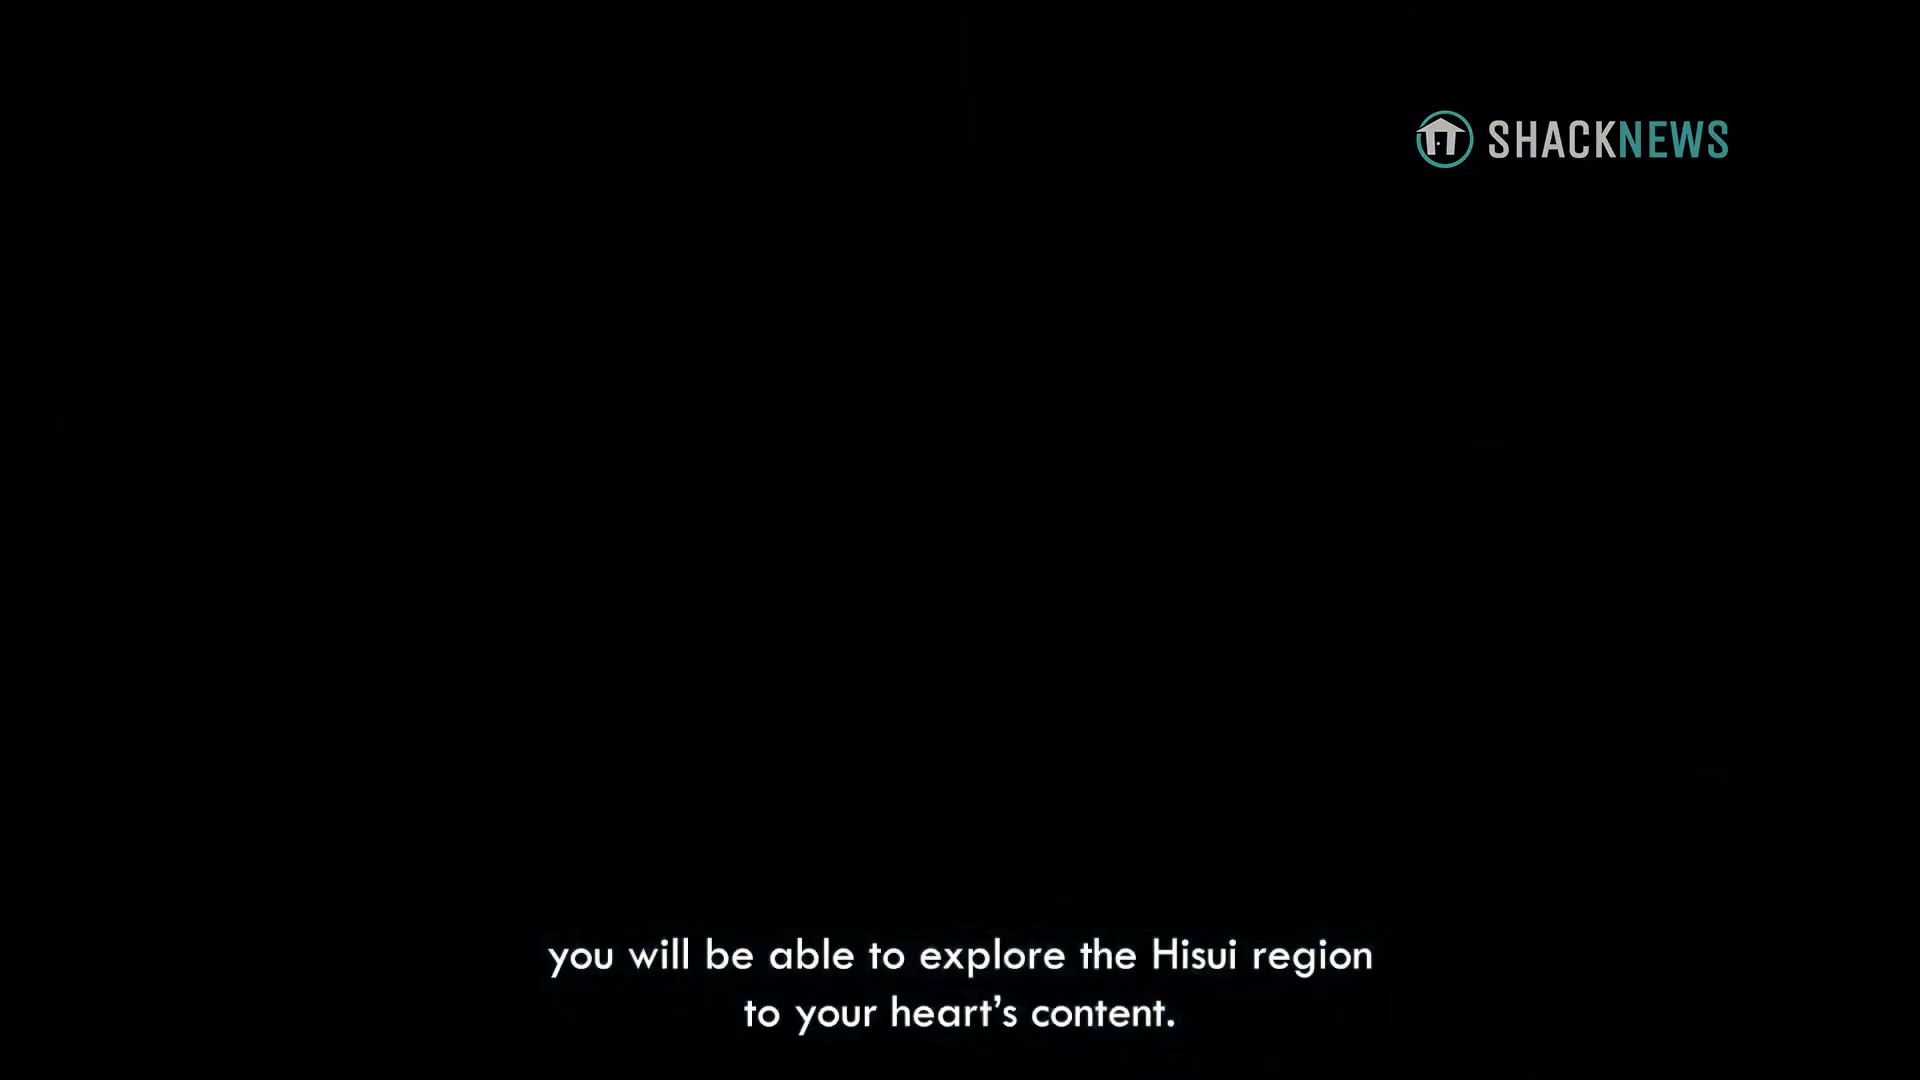 SHACKNEWS
you will be able to explore the Hisui region
to your heart’s content.